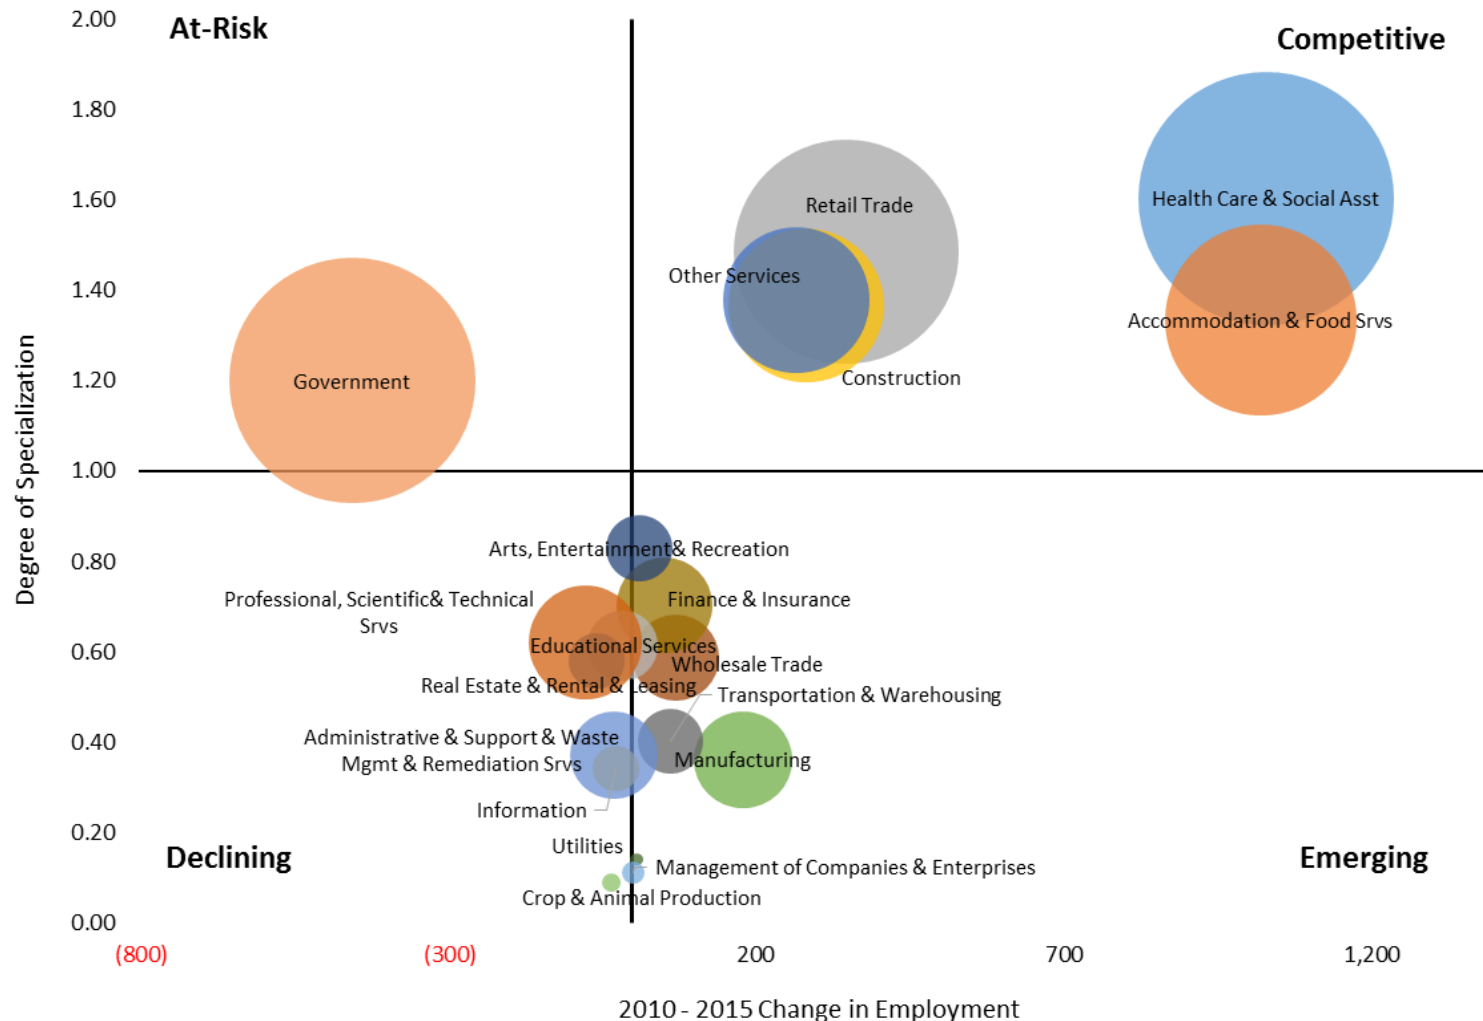 2.00
At-Risk
Competitive
1.80
1.60
Health Care & Social Asst
Retail Trade
Other Services
1.40
Accommodation & Food Srvs
Construction
1.20
Government
Degree of Specialization
1.00
Arts, Entertainment& Recreation
0.80
Professional, Scientific& Technical
Srvs
Finance & Insurance
Educational Services
0.60
Wholesale Trade
Real Estate & Rental & Leasing
Transportation & Warehousing
0.40
Administrative & Support & Waste
Mgmt & Remediation Srvs
Manufacturing
Information
0.20
Utilities
Declining
Emerging
Management of Companies & Enterprises
Crop & Animal Production
0.00
(800)
(300)
200
700
1,200
2010 - 2015 Change in Employment